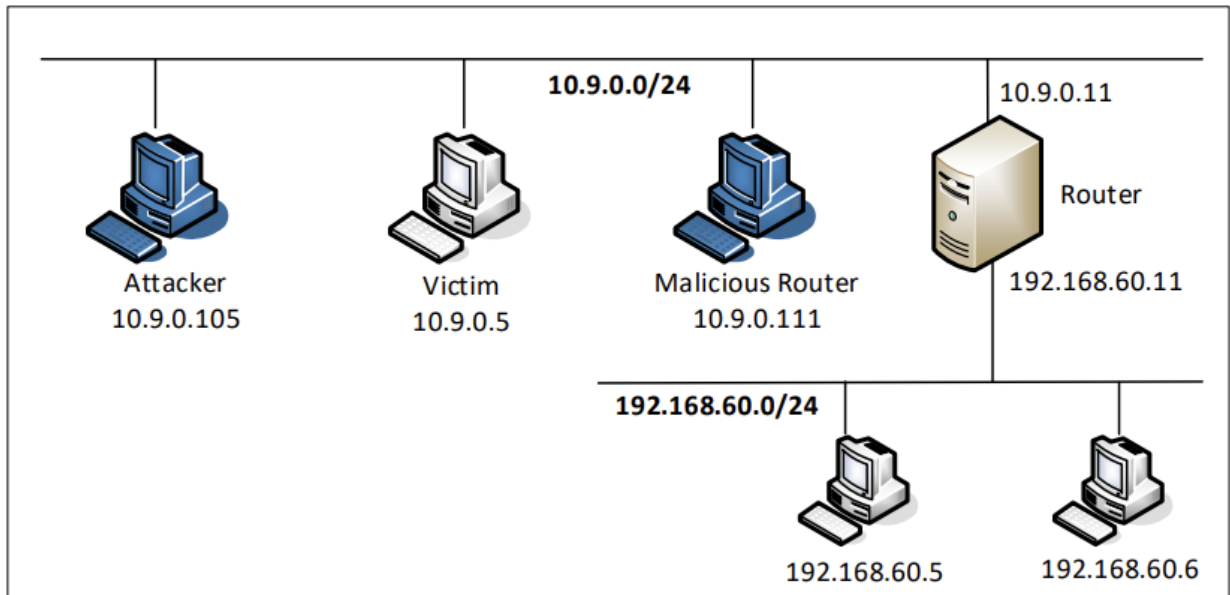 10.9.0.0/24
10.9.0.11
Router
Attacker
10.9.0.105
Victim
10.9.0.5
Malicious Router
10.9.0.111
192.168.60.11
192.168.60.0/24
192.168.60.5
192.168.60.6